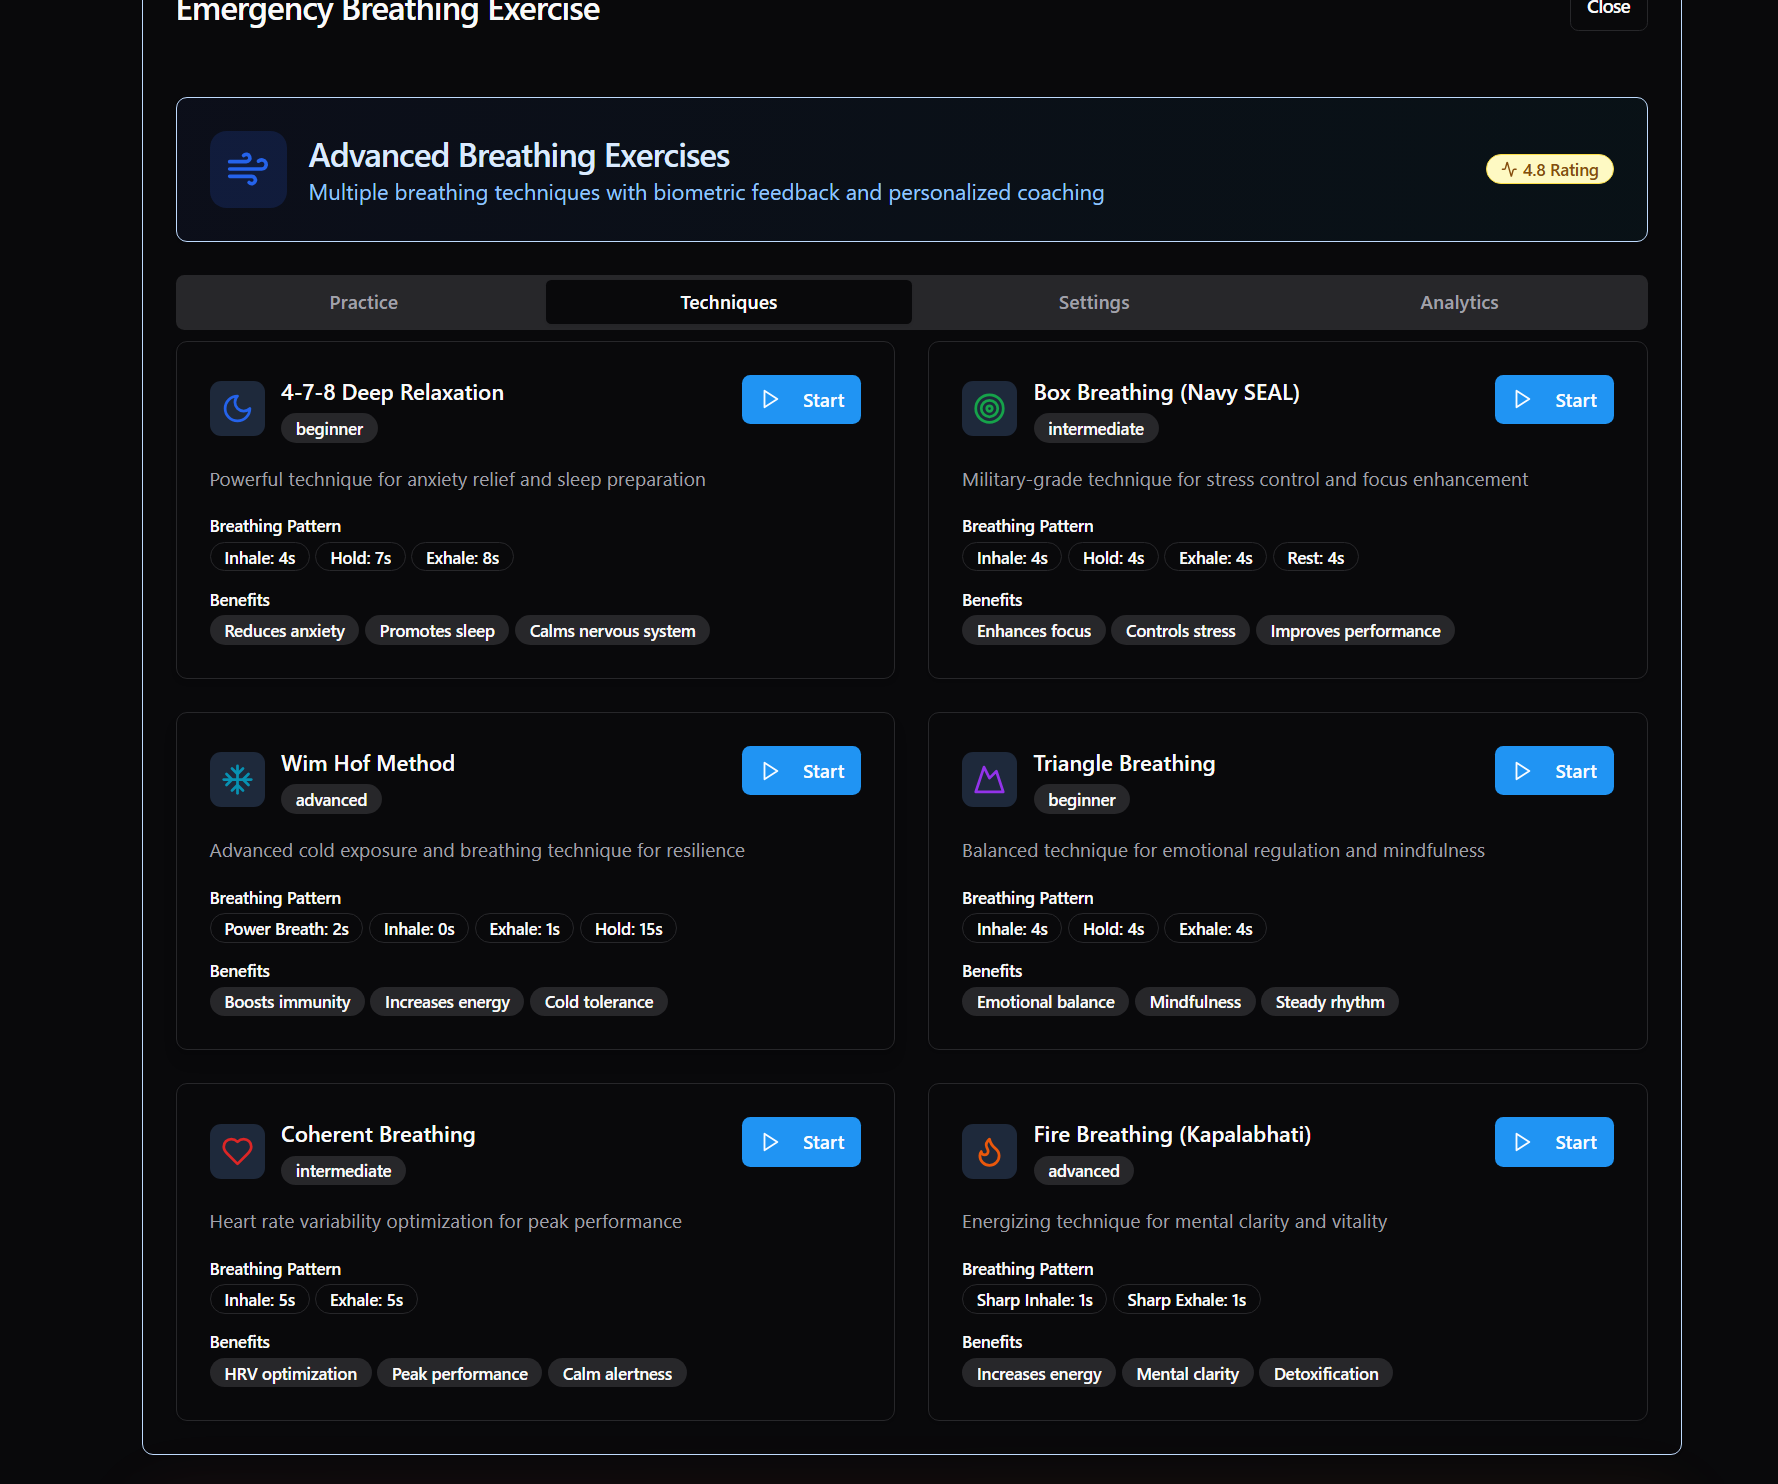 Emergency Breathing Exercise
Close
Advanced Breathing Exercises
Multiple breathing techniques with biometric feedback and personalized coaching
4.8 Rating
Practice
Techniques
Settings
Analytics
4-7-8 Deep Relaxation
beginner
Start
Powerful technique for anxiety relief and sleep preparation
Breathing Pattern
Inhale: 4s
Hold: 7s
Exhale: 8s
Benefits
Reduces anxiety
Promotes sleep
Calms nervous system
Box Breathing (Navy SEAL)
intermediate
Start
Military-grade technique for stress control and focus enhancement
Breathing Pattern
Inhale: 4s
Hold: 4s
Exhale: 4s
Rest: 4s
Benefits
Enhances focus
Controls stress
Improves performance
Wim Hof Method
advanced
Start
Advanced cold exposure and breathing technique for resilience
Breathing Pattern
Power Breath: 2s
Inhale: 0s
Exhale: 1s
Hold: 15s
Benefits
Boosts immunity
Increases energy
Cold tolerance
Triangle Breathing
beginner
Start
Balanced technique for emotional regulation and mindfulness
Breathing Pattern
Inhale: 4s
Hold: 4s
Exhale: 4s
Benefits
Emotional balance
Mindfulness
Steady rhythm
Coherent Breathing
intermediate
Start
Heart rate variability optimization for peak performance
Breathing Pattern
Inhale: 5s
Exhale: 5s
Benefits
HRV optimization
Peak performance
Calm alertness
Fire Breathing (Kapalabhati)
advanced
Start
Energizing technique for mental clarity and vitality
Breathing Pattern
Sharp Inhale: 1s
Sharp Exhale: 1s
Benefits
Increases energy
Mental clarity
Detoxification